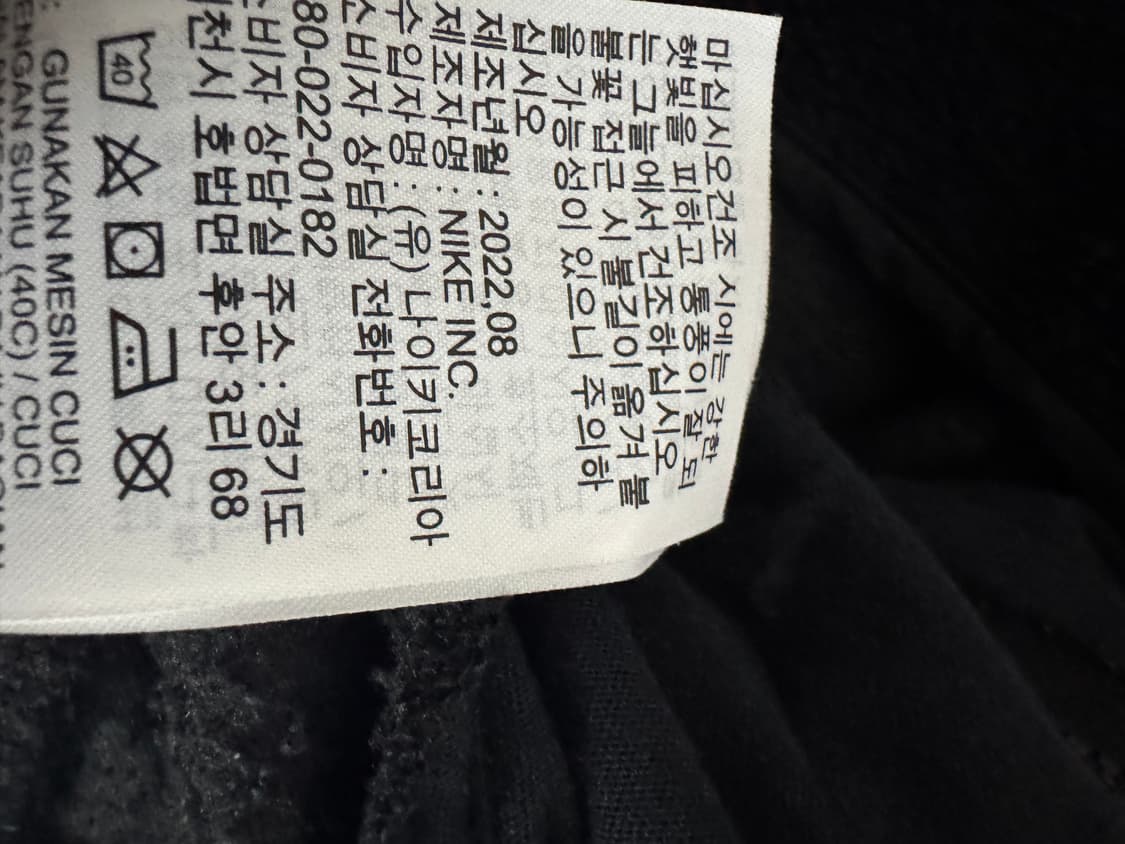 마십시오건조 시에는 강한
햇빛을 피하고 통풍이 잘 되
는 그늘에서 건조하십시오
불꽃 접근 시 불길이 옮겨 붙
을 가능성이 있으니 주의하
십시오
제조년월 : 2022,08
제조자명 : NIKE INC.
수입자명 : (유) 나이키코리아
소비자 상담실 전화번호 :
80-022-0182
소비자 상담실 주소 : 경기도
천시 호법면 후안 3리 68
40
GUNAKAN MESIN CUCI
ENGAN SUHU (40C) / CUCI